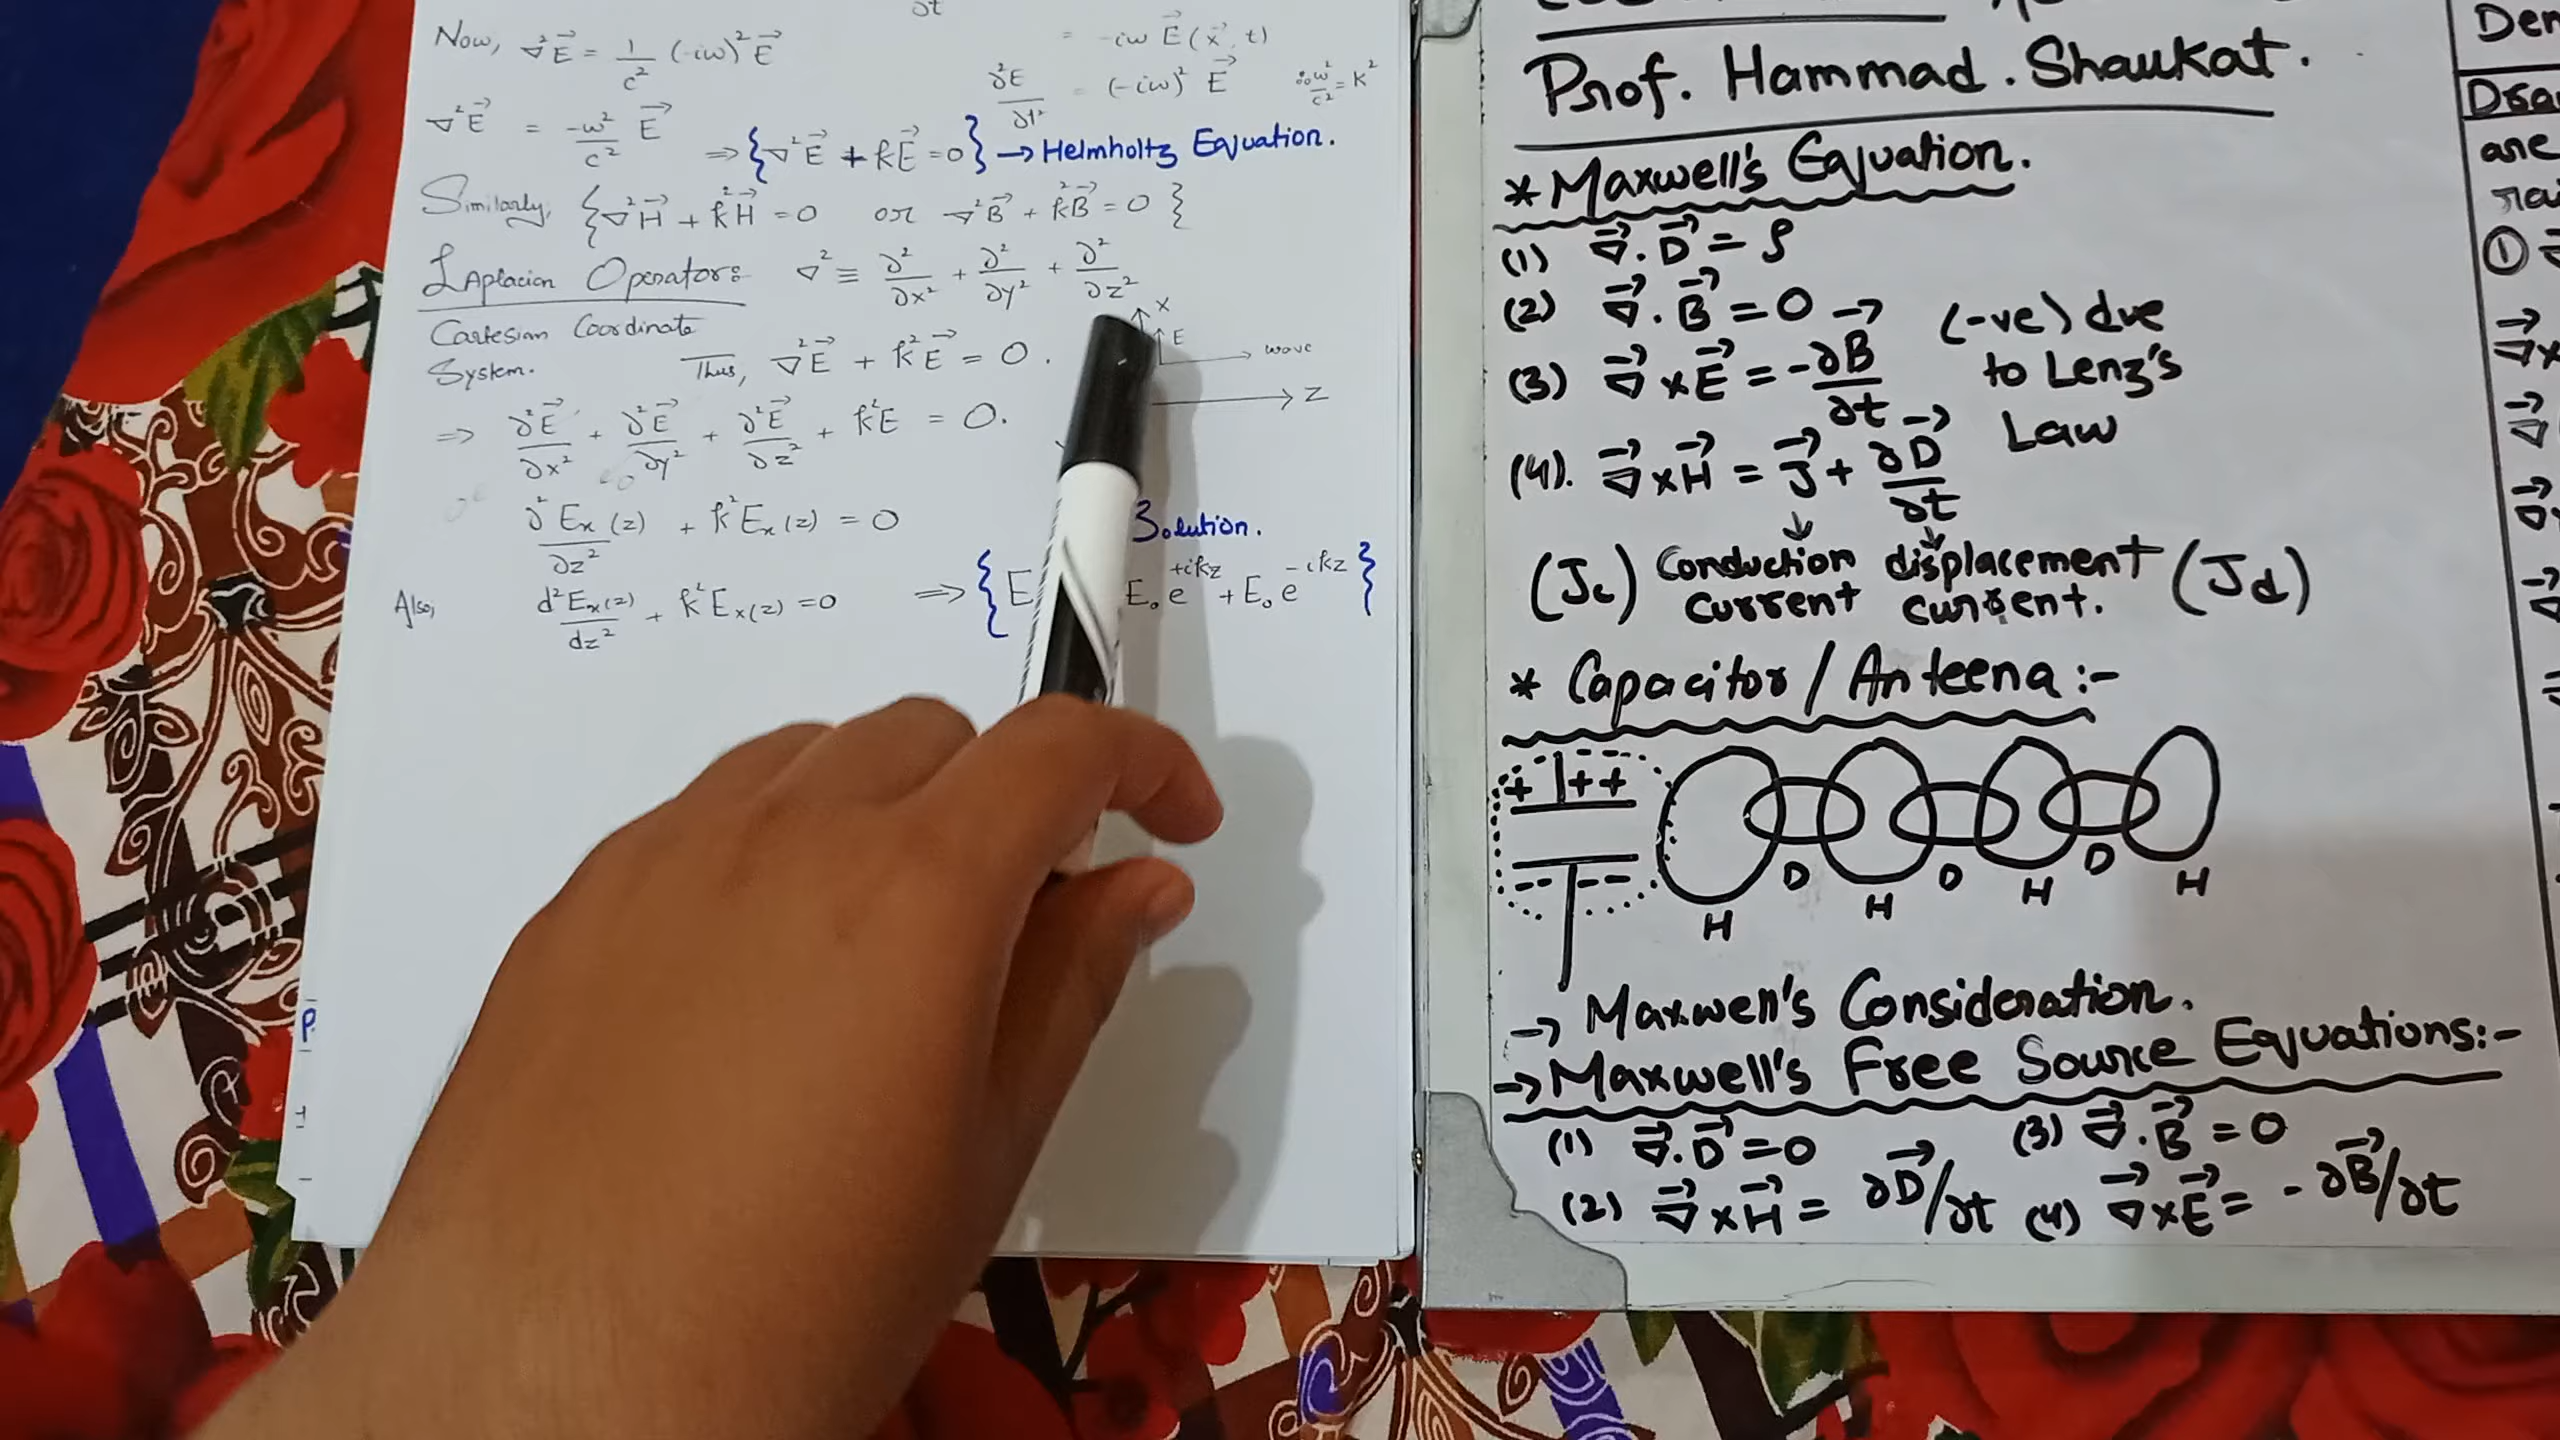 ∂t
Now, ∇²E⃗ = 1/c² (-iω)² E⃗
= -iω E⃗(x⃗, t)
∂²E/∂t² = (-iω)² E⃗ ∵ ω²/c² = K²
∇²E⃗ = -ω²/c² E⃗ ⇒ {∇²E⃗ + kE⃗ = 0} → Helmholtz Equation.
Similarly, {∇²H⃗ + k²H⃗ = 0 or ∇²B⃗ + k²B⃗ = 0}
LAplacian Operator: ∇² ≡ ∂²/∂x² + ∂²/∂y² + ∂²/∂z²
Cartesian Coordinate
System. Thus, ∇²E⃗ + k²E⃗ = 0.
x
E
wave
z
⇒ ∂²E⃗/∂x² + ∂²E⃗/∂y² + ∂²E⃗/∂z² + k²E = 0.
∂²Ex(z)/∂z² + k²Ex(z) = 0
Solution.
Also, d²Ex(z)/dz² + k²Ex(z) = 0 ⇒ {E E₀e^+ikz + E₀e^-ikz}
Prof. Hammad. Shaukat.
* Maxwell's Equation.
(1) ∇⃗.D⃗ = ρ
(2) ∇⃗.B⃗ = 0
(3) ∇⃗×E⃗ = -∂B⃗/∂t
(-ve) due
to Lenz's
Law
(4). ∇⃗×H⃗ = J⃗ + ∂D⃗/∂t
(Jc) Conduction displacement (Jd)
current current.
* Capacitor / Anteena:-
+ ++
-- --
H D H D H D H
→ Maxwell's Consideration.
→ Maxwell's Free Source Equations:-
(1) ∇⃗.D⃗ = 0 (3) ∇⃗.B⃗ = 0
(2) ∇⃗×H⃗ = ∂D⃗/∂t (4) ∇⃗×E⃗ = -∂B⃗/∂t
are
①